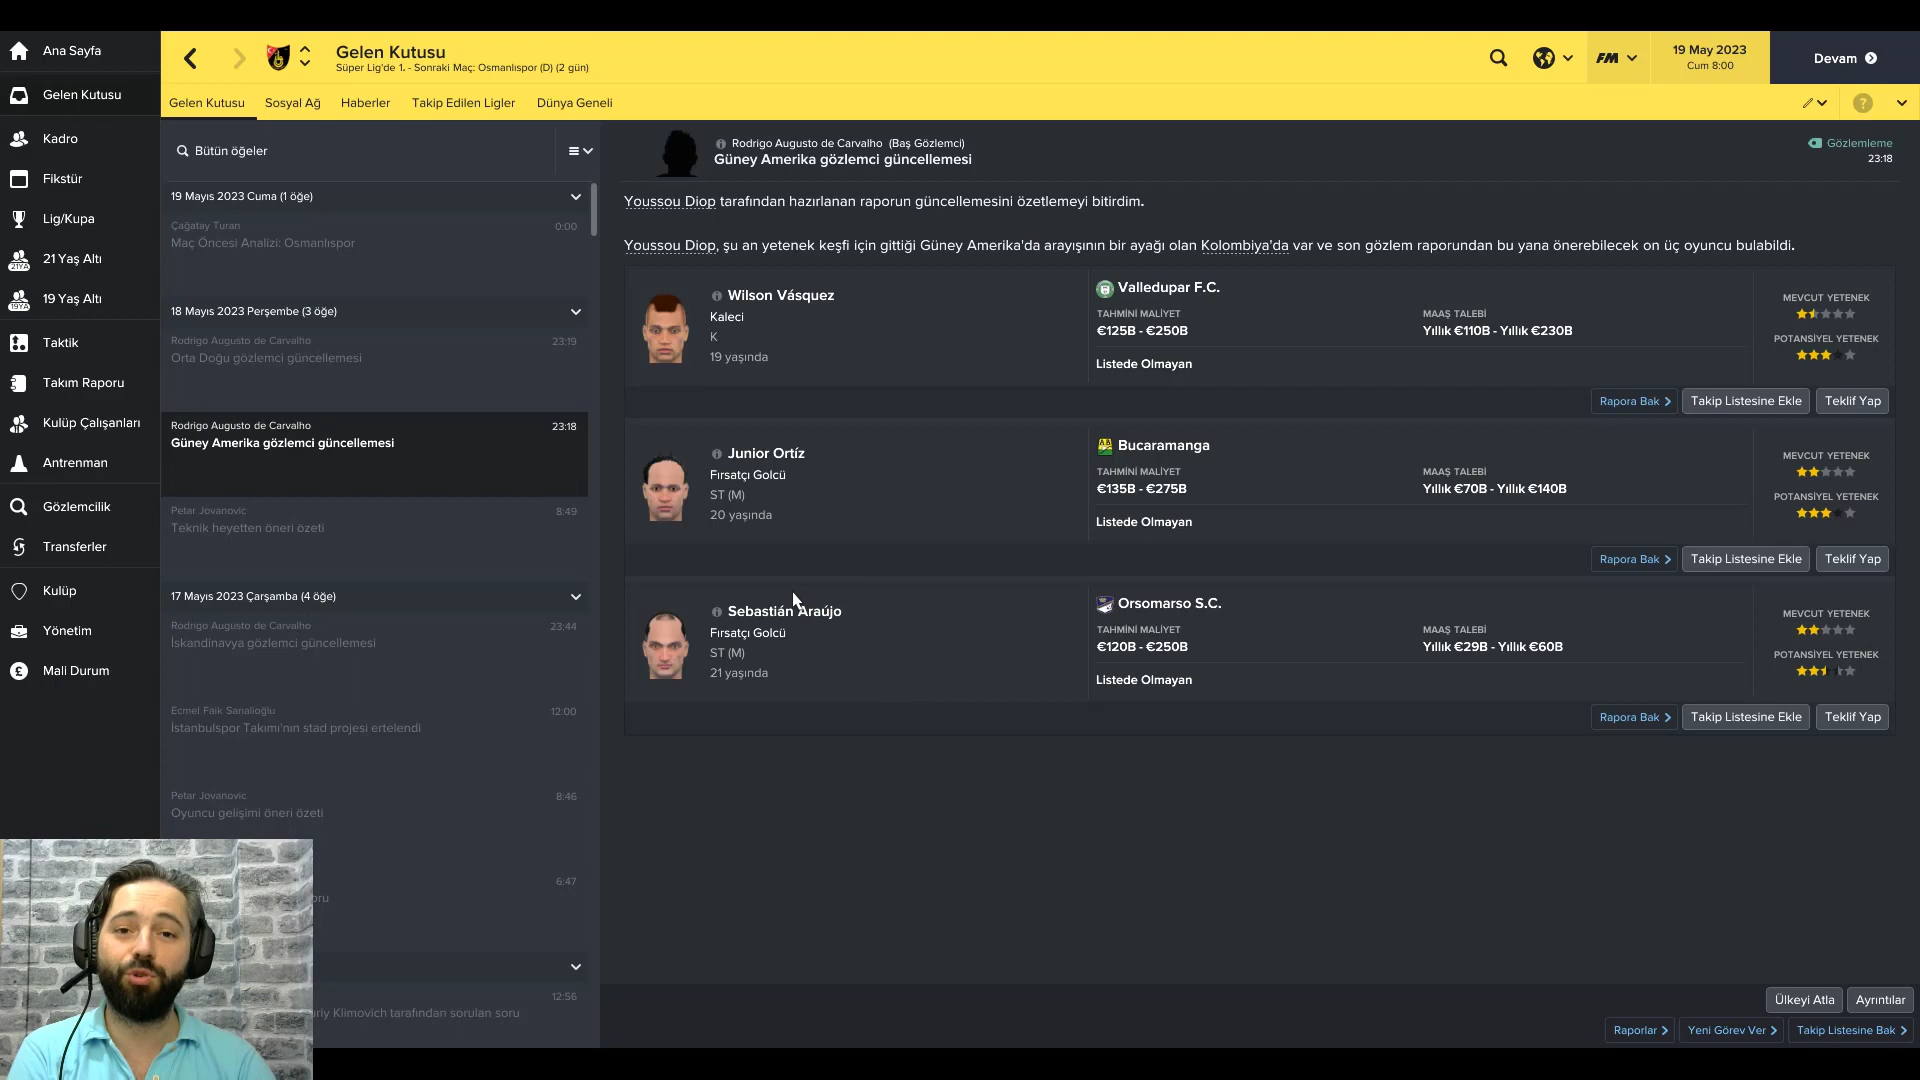 Ana Sayfa
Gelen Kutusu
Kadro
Fikstür
Lig/Kupa
21 Yaş Altı
19 Yaş Altı
Taktik
Takım Raporu
Kulüp Çalışanları
Antrenman
Gözlemcilik
Transferler
Kulüp
Yönetim
Mali Durum
Gelen Kutusu
Süper Lig'de 1. - Sonraki Maç: Osmanlıspor (D) (2 gün)
FM
19 May 2023
Cum 8:00
Devam
Gelen Kutusu Sosyal Ağ Haberler Takip Edilen Ligler Dünya Geneli
?
Bütün öğeler
19 Mayıs 2023 Cuma (1 öğe)
Çağatay Turan 0:00
Maç Öncesi Analizi: Osmanlıspor
18 Mayıs 2023 Perşembe (3 öğe)
Rodrigo Augusto de Carvalho 23:19
Orta Doğu gözlemci güncellemesi
Rodrigo Augusto de Carvalho 23:18
Güney Amerika gözlemci güncellemesi
Petar Jovanovic 8:49
Teknik heyetten öneri özeti
17 Mayıs 2023 Çarşamba (4 öğe)
Rodrigo Augusto de Carvalho 23:44
İskandinavya gözlemci güncellemesi
Ecmel Faik Sarıalioğlu 12:00
İstanbulspor Takımı'nın stad projesi ertelendi
Petar Jovanovic 8:46
Oyuncu gelişimi öneri özeti
6:47
oru
12:56
uriy Klimovich tarafından sorulan soru
Rodrigo Augusto de Carvalho (Baş Gözlemci)
Güney Amerika gözlemci güncellemesi
Gözlemleme
23:18
Youssou Diop tarafından hazırlanan raporun güncellemesini özetlemeyi bitirdim.
Youssou Diop, şu an yetenek keşfi için gittiği Güney Amerika'da arayışının bir ayağı olan Kolombiya'da var ve son gözlem raporundan bu yana önerebilecek on üç oyuncu bulabildi.
Wilson Vásquez
Kaleci
K
19 yaşında
Valledupar F.C.
TAHMİNİ MALİYET
€125B - €250B
MAAŞ TALEBİ
Yıllık €110B - Yıllık €230B
Listede Olmayan
MEVCUT YETENEK
POTANSİYEL YETENEK
Rapora Bak Takip Listesine Ekle Teklif Yap
Junior Ortíz
Fırsatçı Golcü
ST (M)
20 yaşında
Bucaramanga
TAHMİNİ MALİYET
€135B - €275B
MAAŞ TALEBİ
Yıllık €70B - Yıllık €140B
Listede Olmayan
MEVCUT YETENEK
POTANSİYEL YETENEK
Rapora Bak Takip Listesine Ekle Teklif Yap
Sebastián Araújo
Fırsatçı Golcü
ST (M)
21 yaşında
Orsomarso S.C.
TAHMİNİ MALİYET
€120B - €250B
MAAŞ TALEBİ
Yıllık €29B - Yıllık €60B
Listede Olmayan
MEVCUT YETENEK
POTANSİYEL YETENEK
Rapora Bak Takip Listesine Ekle Teklif Yap
Ülkeyi Atla Ayrıntılar
Raporlar Yeni Görev Ver Takip Listesine Bak